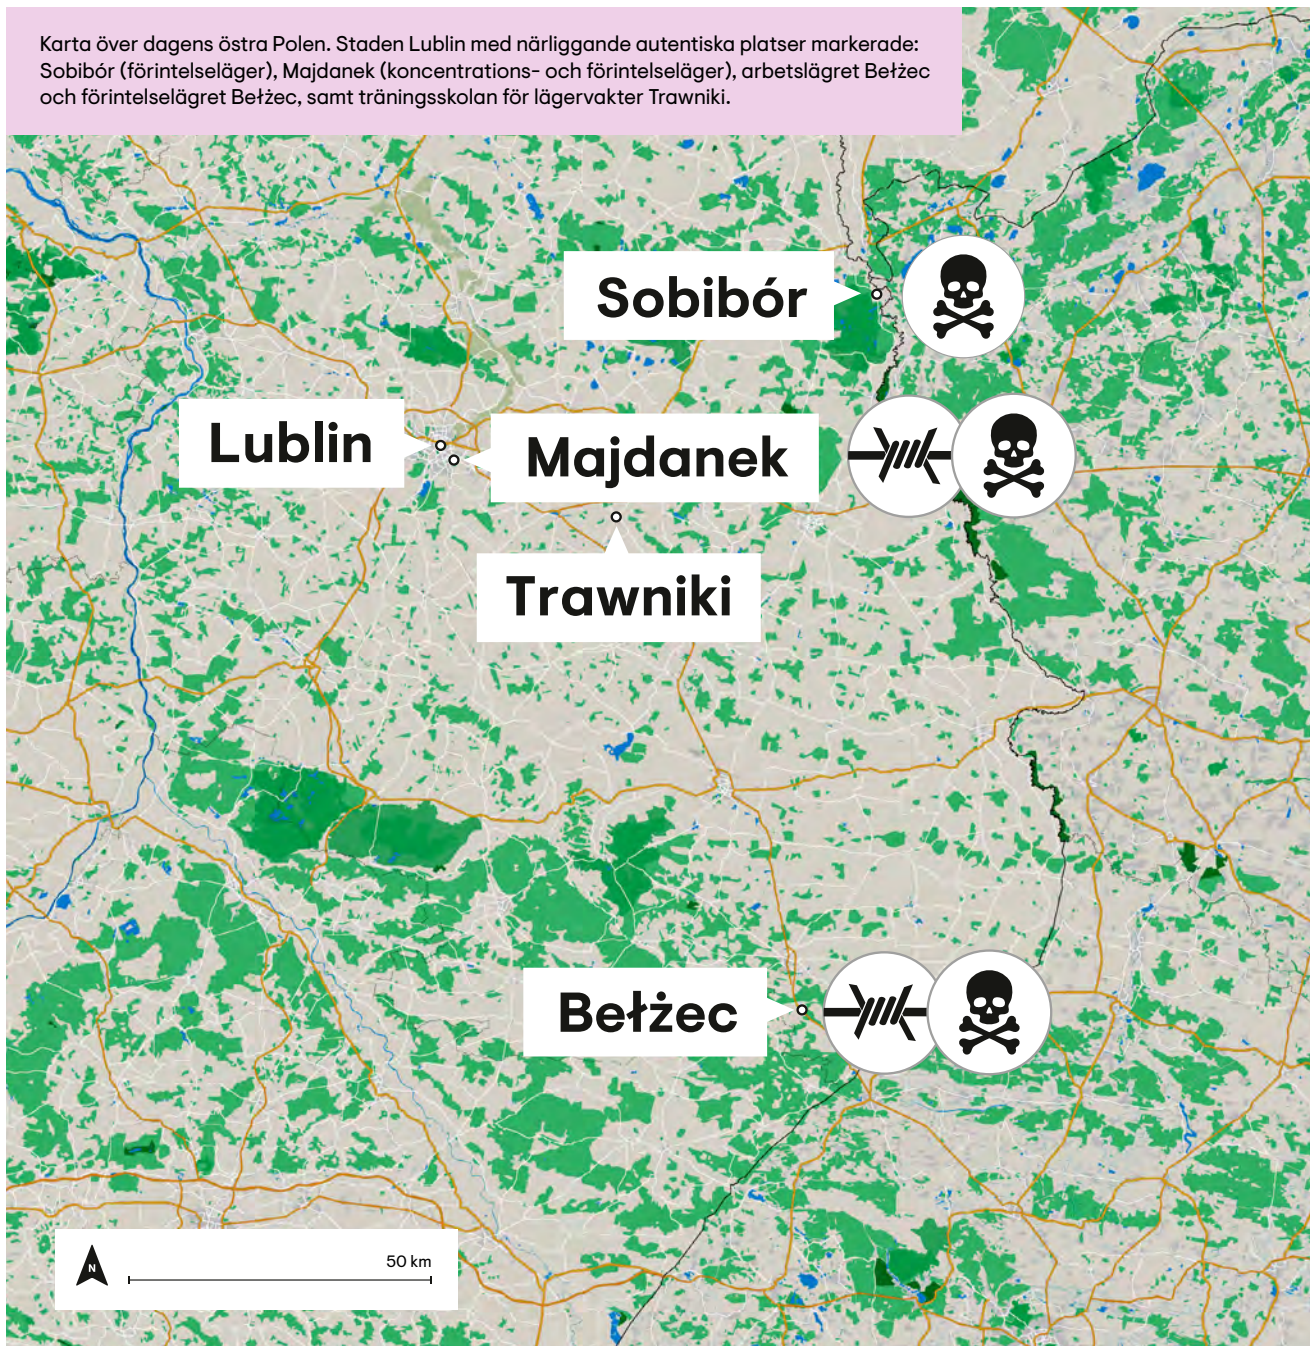 Karta över dagens östra Polen. Staden Lublin med närliggande autentiska platser markerade:
Sobibór (förintelseläger), Majdanek (koncentrations- och förintelseläger), arbetslägret Bełżec
och förintelselägret Bełżec, samt träningsskolan för lägervakter Trawniki.
Sobibór
Lublin
Majdanek
Trawniki
Bełżec
N
50 km